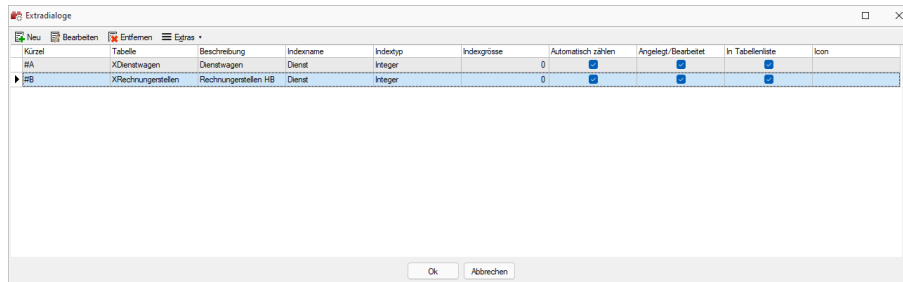 Extradialoge
Neu Bearbeiten Entfernen Extras
Kürzel Tabelle Beschreibung Indexname Indextyp Indexgrösse Automatisch zählen Angelegt/Bearbeitet In Tabellenliste Icon
#A XDienstwagen Dienstwagen Dienst Integer 0
#B XRechnungerstellen Rechnungerstellen HB Dienst Integer 0
Ok Abbrechen